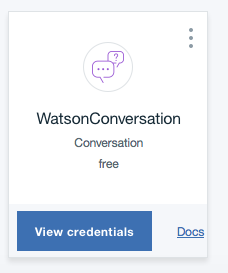 WatsonConversation
Conversation
free
View credentials Docs